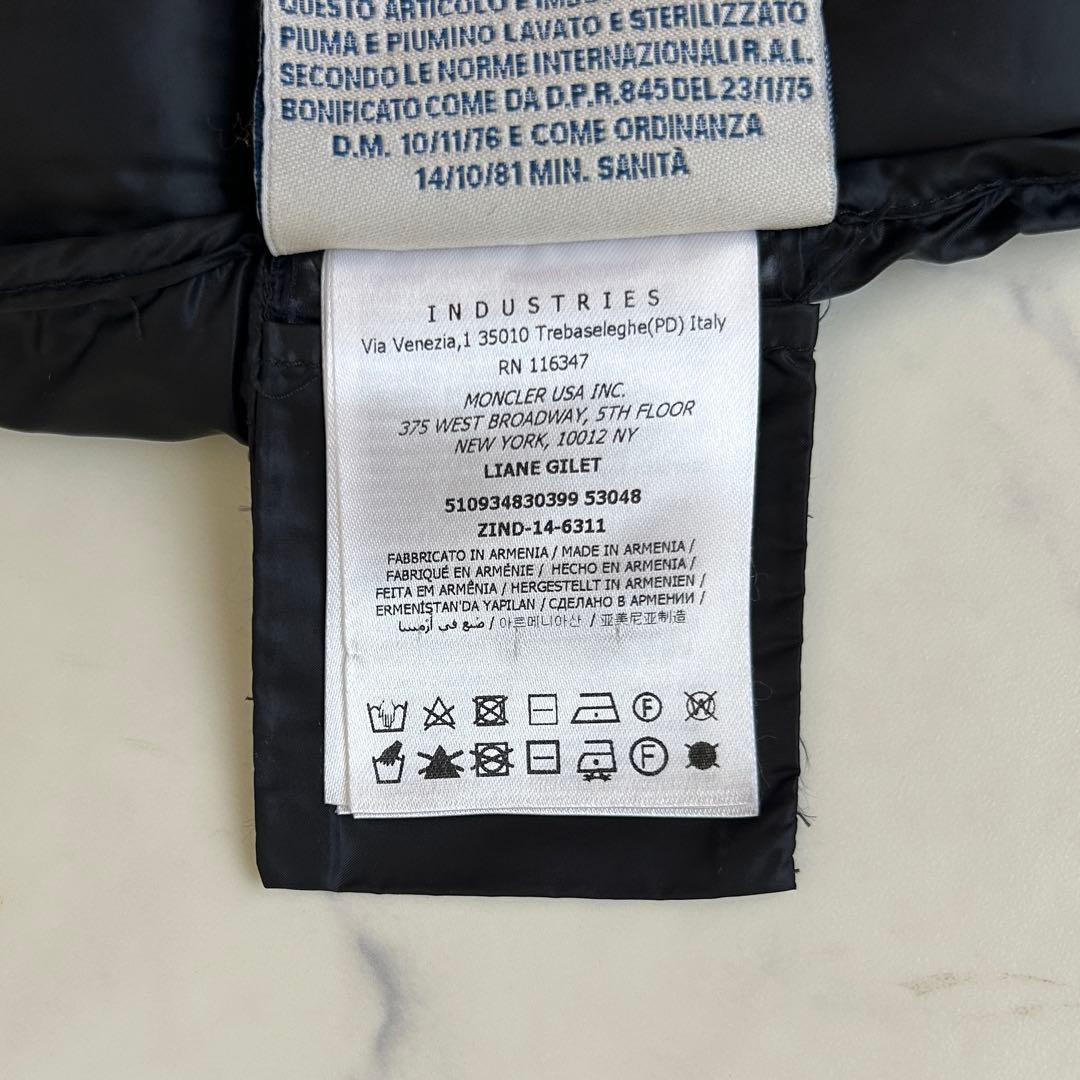 QUESTO ARTICOLO È
PIUMA E PIUMINO LAVATO E STERILIZZATO
SECONDO LE NORME INTERNAZIONALI R.A.L.
BONIFICATO COME DA D.P.R. 845 DEL 23/1/75
D.M. 10/11/76 E COME ORDINANZA
14/10/81 MIN. SANITÀ
INDUSTRIES
Via Venezia,1 35010 Trebaseleghe(PD) Italy
RN 116347
MONCLER USA INC.
375 WEST BROADWAY, 5TH FLOOR
NEW YORK, 10012 NY
LIANE GILET
510934830399 53048
ZIND-14-6311
FABBRICATO IN ARMENIA / MADE IN ARMENIA /
FABRIQUÉ EN ARMÉNIE / HECHO EN ARMENIA /
FEITA EM ARMÊNIA / HERGESTELLT IN ARMENIEN /
ERMENİSTAN'DA YAPILAN / СДЕЛАНО В АРМЕНИИ /
صنع في / 아르메니아산 / 亚美尼亚制造
F W
F